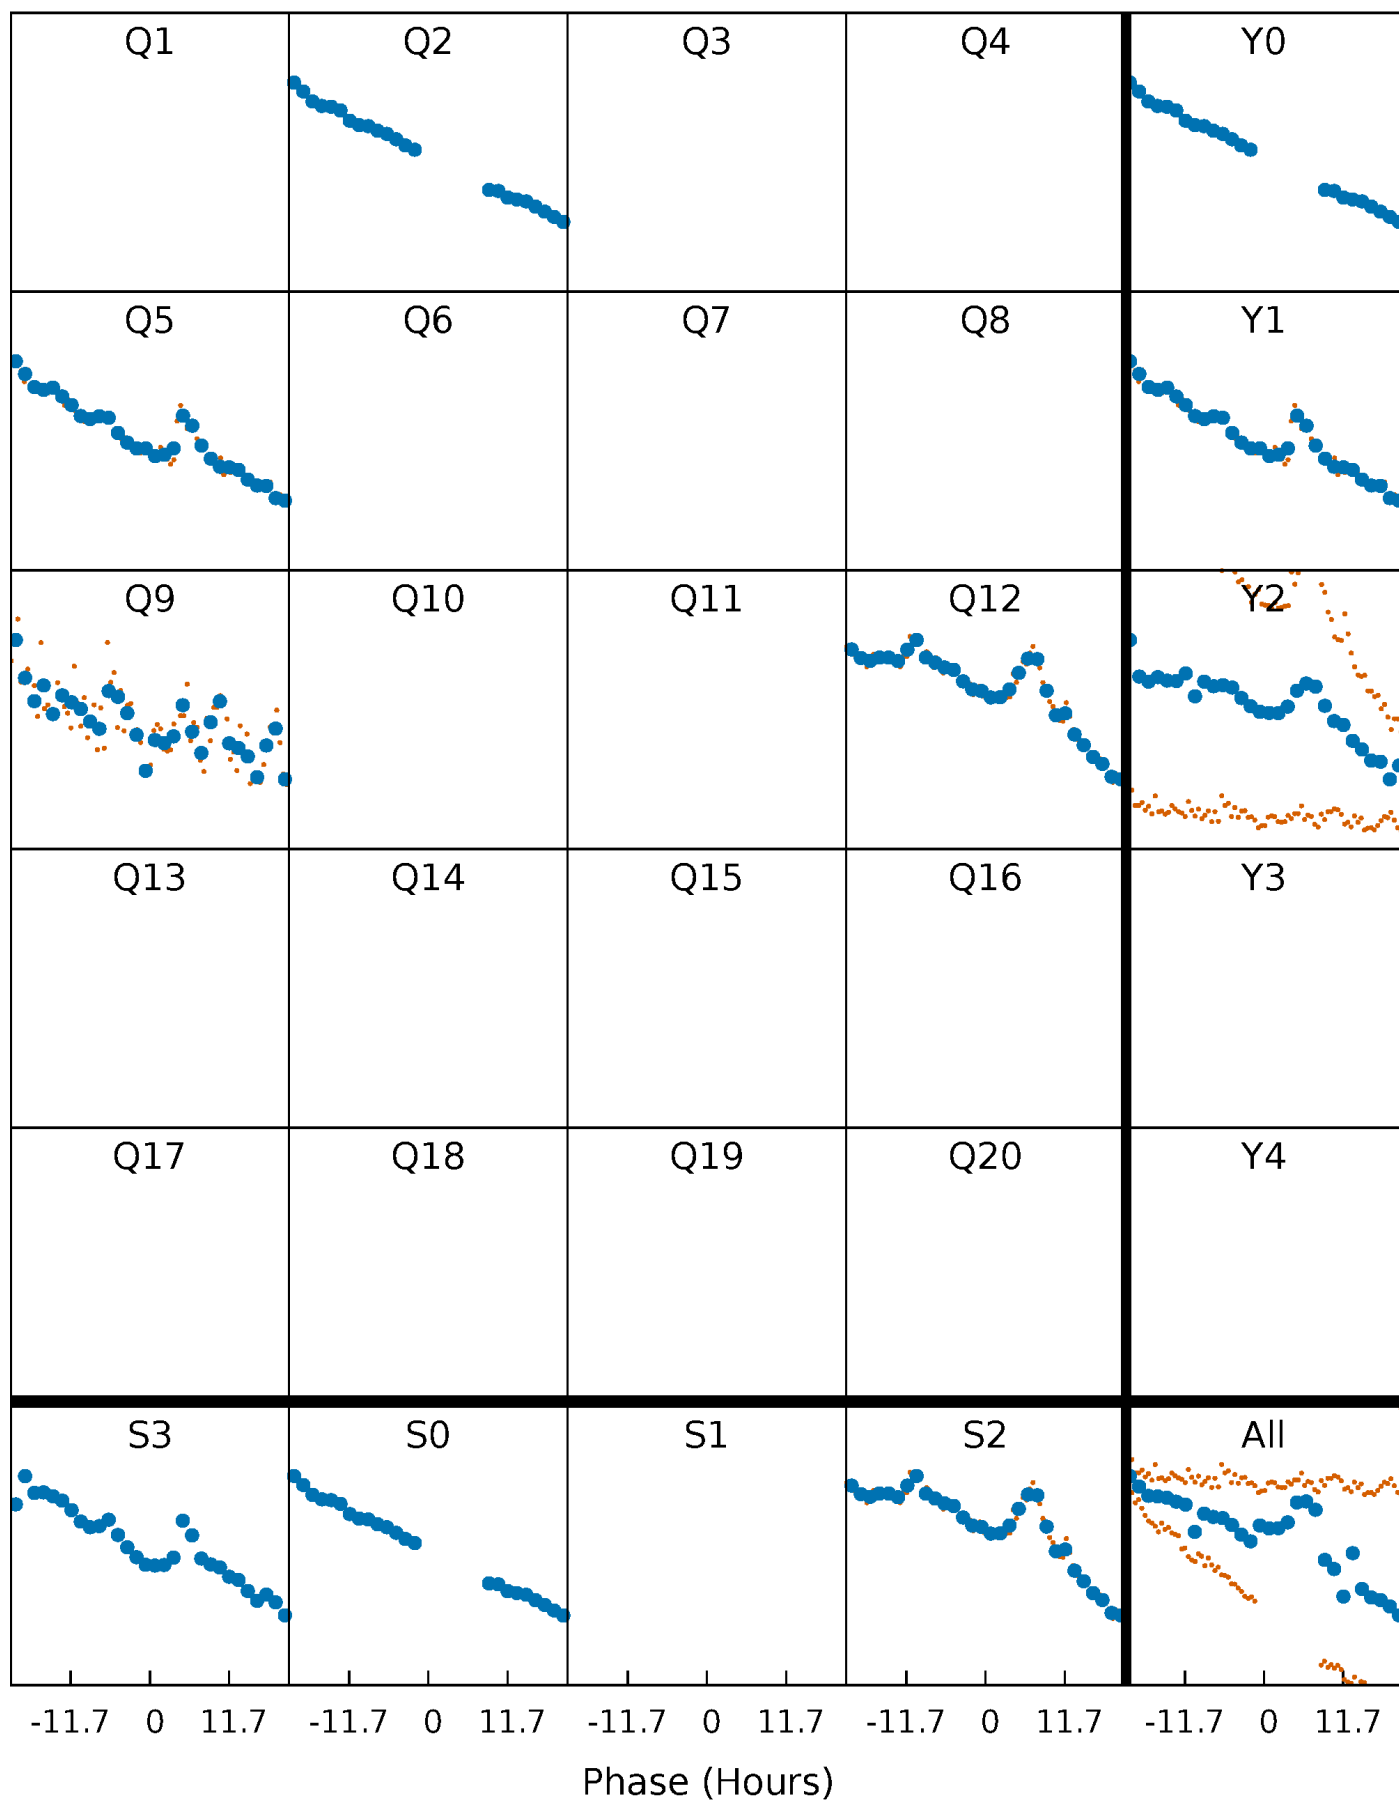 Q1 Q2 Q3 Q4 Y0
Q5 Q6 Q7 Q8 Y1
Q9 Q10 Q11 Q12 Y2
Q13 Q14 Q15 Q16 Y3
Q17 Q18 Q19 Q20 Y4
S3 S0 S1 S2 All
-11.7 0 11.7 -11.7 0 11.7 -11.7 0 11.7 -11.7 0 11.7 -11.7 0 11.7
Phase (Hours)